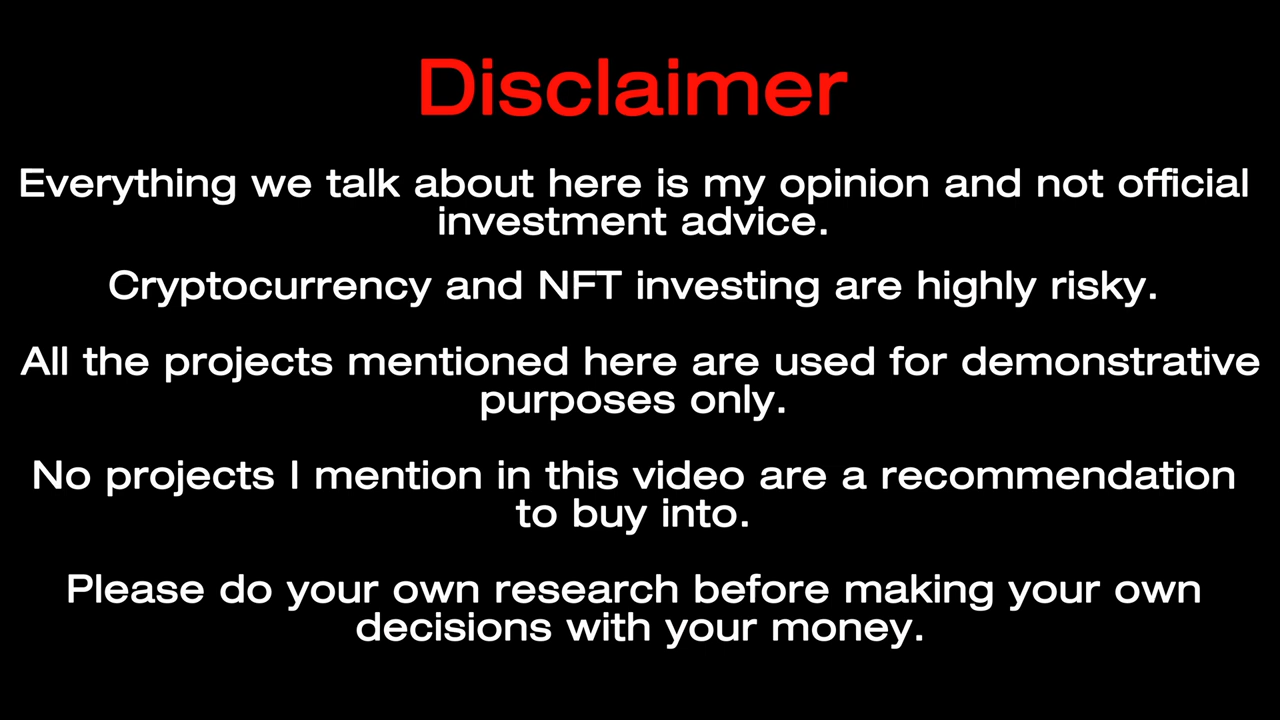 Disclaimer
Everything we talk about here is my opinion and not official
investment advice.
Cryptocurrency and NFT investing are highly risky.
All the projects mentioned here are used for demonstrative
purposes only.
No projects I mention in this video are a recommendation
to buy into.
Please do your own research before making your own
decisions with your money.